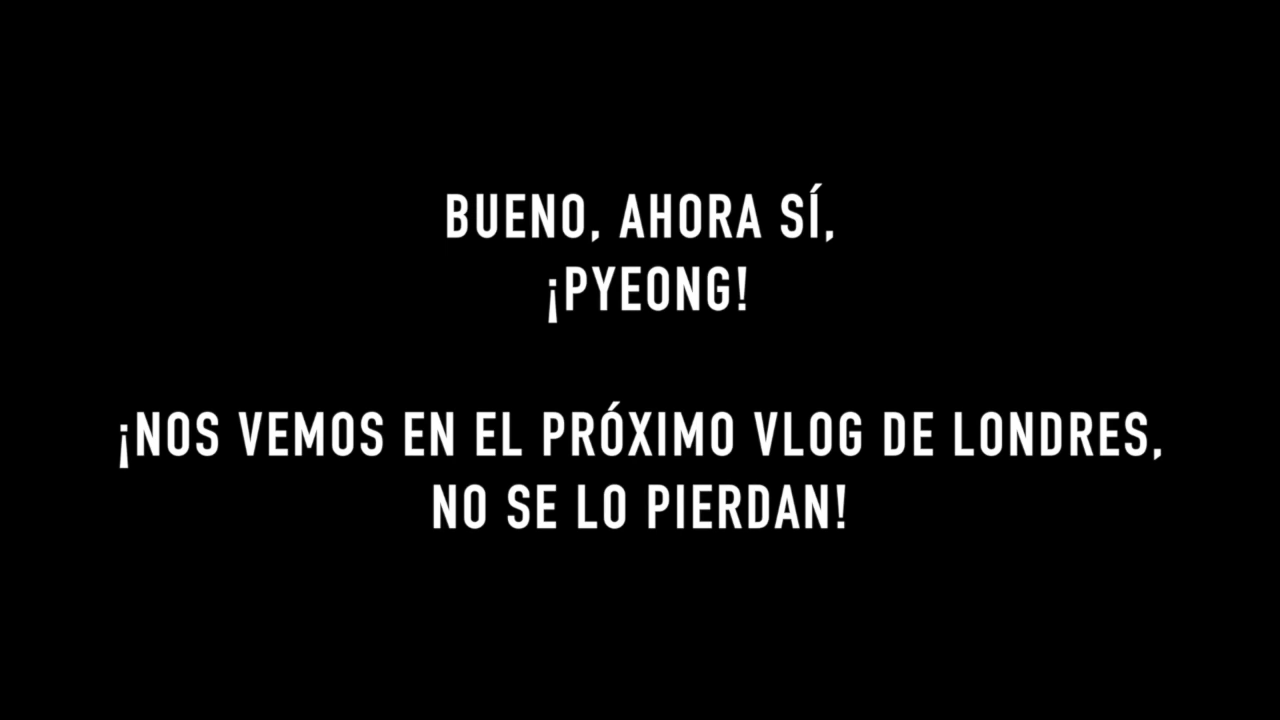 BUENO, AHORA SÍ,
¡PYEONG!
¡NOS VEMOS EN EL PRÓXIMO VLOG DE LONDRES,
NO SE LO PIERDAN!